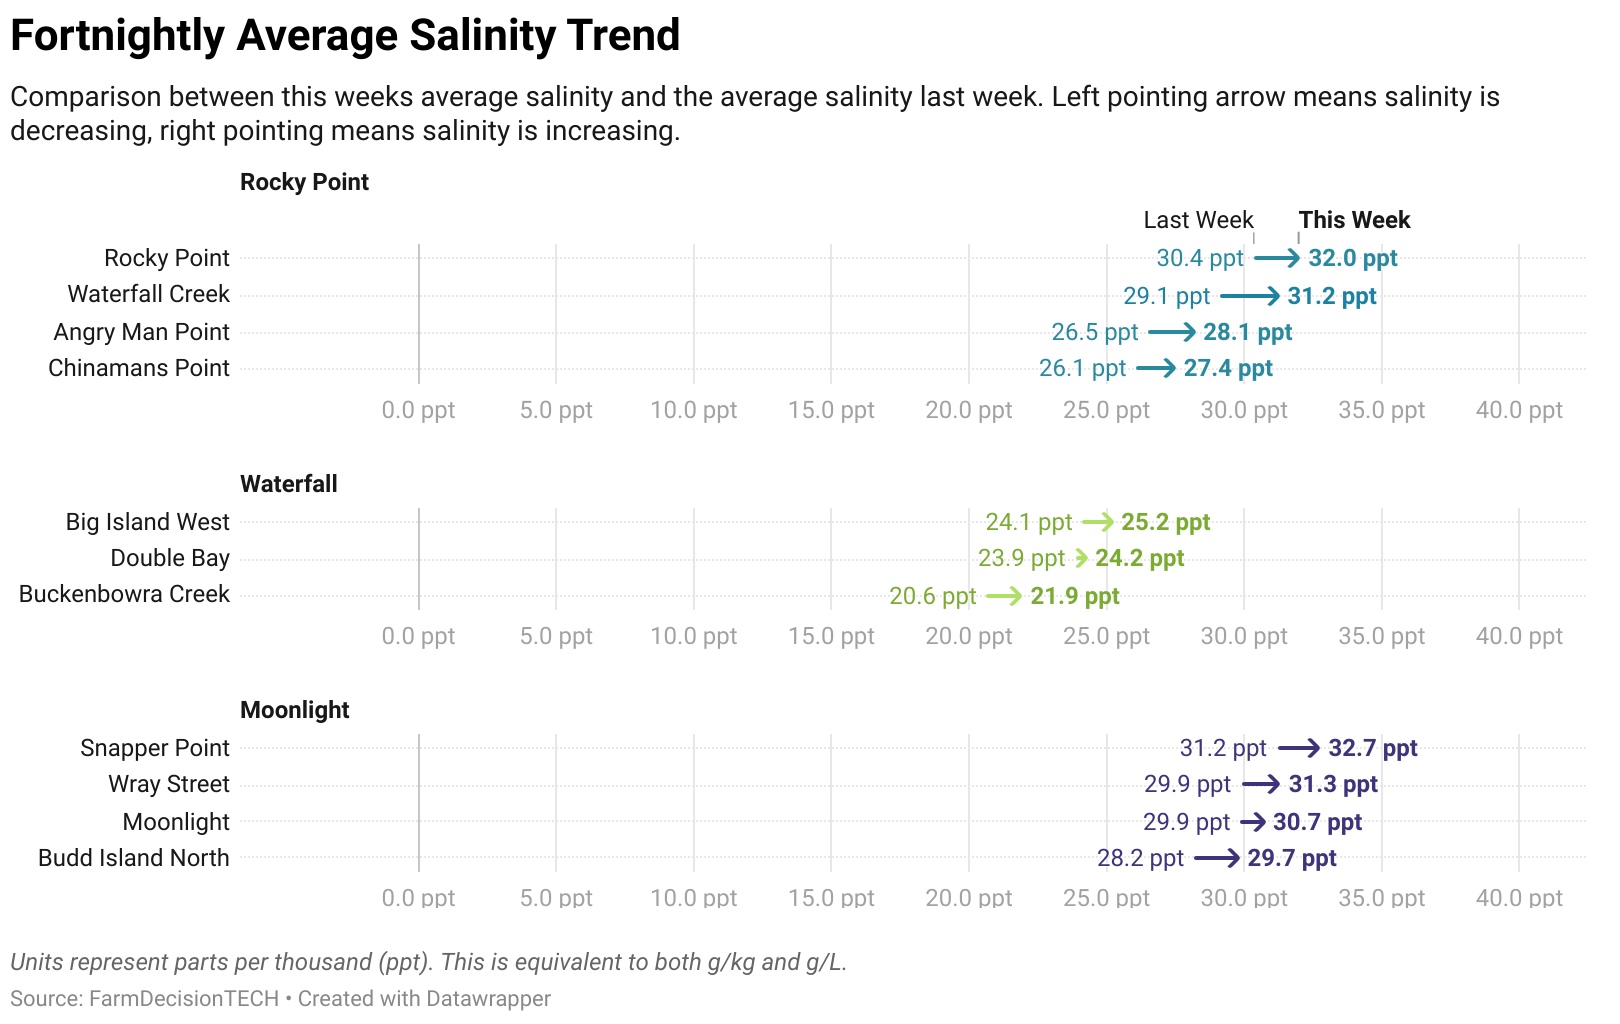 Fortnightly Average Salinity Trend
Comparison between this weeks average salinity and the average salinity last week. Left pointing arrow means salinity is
decreasing, right pointing means salinity is increasing.
Rocky Point
Last Week This Week
Rocky Point 30.4 ppt 32.0 ppt
Waterfall Creek 29.1 ppt 31.2 ppt
Angry Man Point 26.5 ppt 28.1 ppt
Chinamans Point 26.1 ppt 27.4 ppt
0.0 ppt 5.0 ppt 10.0 ppt 15.0 ppt 20.0 ppt 25.0 ppt 30.0 ppt 35.0 ppt 40.0 ppt
Waterfall
Big Island West 24.1 ppt 25.2 ppt
Double Bay 23.9 ppt 24.2 ppt
Buckenbowra Creek 20.6 ppt 21.9 ppt
0.0 ppt 5.0 ppt 10.0 ppt 15.0 ppt 20.0 ppt 25.0 ppt 30.0 ppt 35.0 ppt 40.0 ppt
Moonlight
Snapper Point 31.2 ppt 32.7 ppt
Wray Street 29.9 ppt 31.3 ppt
Moonlight 29.9 ppt 30.7 ppt
Budd Island North 28.2 ppt 29.7 ppt
0.0 ppt 5.0 ppt 10.0 ppt 15.0 ppt 20.0 ppt 25.0 ppt 30.0 ppt 35.0 ppt 40.0 ppt
Units represent parts per thousand (ppt). This is equivalent to both g/kg and g/L.
Source: FarmDecisionTECH • Created with Datawrapper